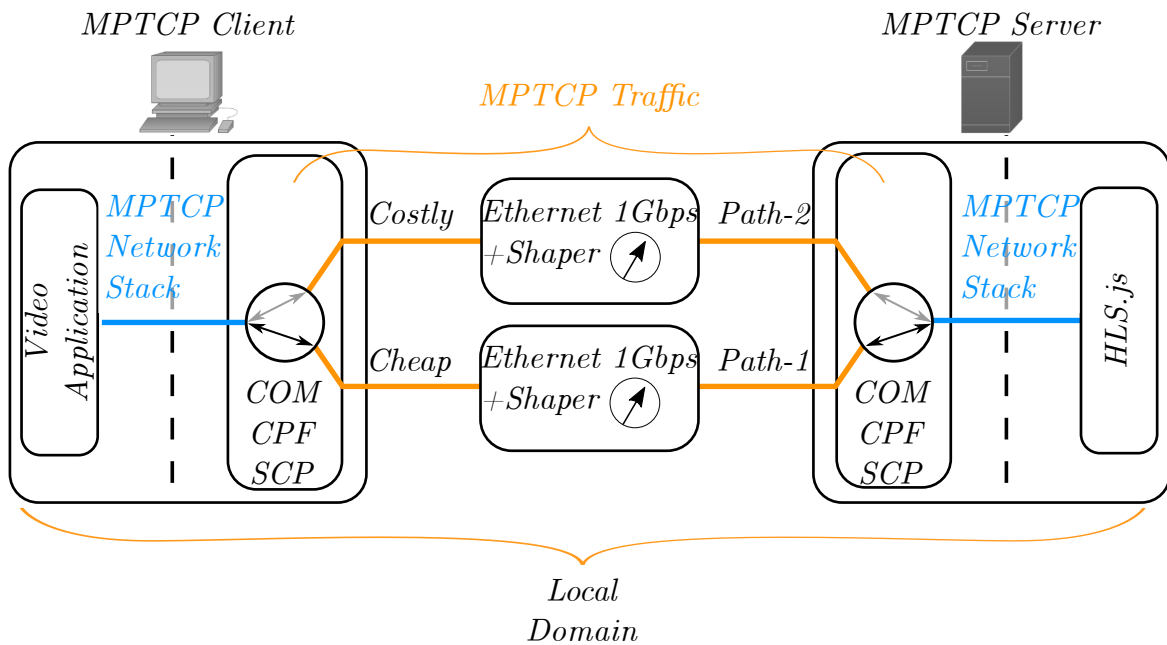 MPTCP Client
MPTCP Server
MPTCP Traffic
Video
Application
MPTCP
Network
Stack
COM
CPF
SCP
Costly
Ethernet 1Gbps
+Shaper
Path-2
Cheap
Ethernet 1Gbps
+Shaper
Path-1
COM
CPF
SCP
MPTCP
Network
Stack
HLS.js
Local
Domain